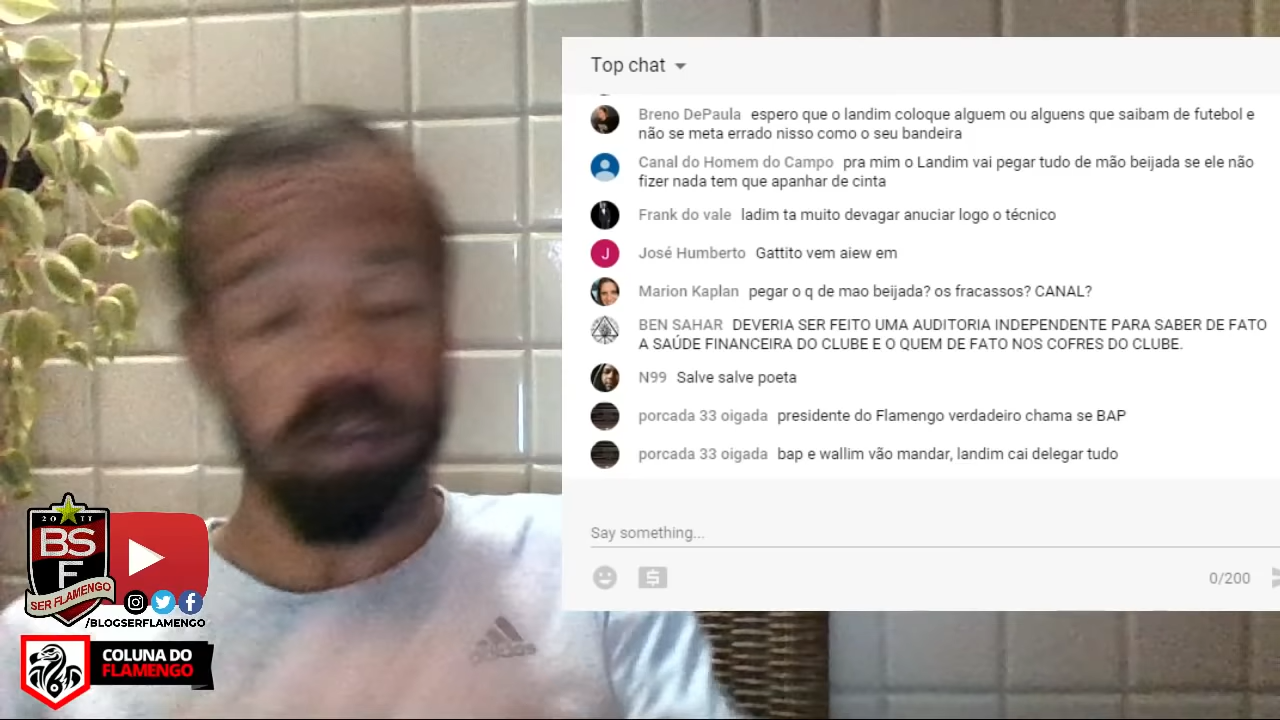 Top chat
Breno DePaula espero que o landim coloque alguem ou alguens que saibam de futebol e
não se meta errado nisso como o seu bandeira
Canal do Homem do Campo pra mim o Landim vai pegar tudo de mão beijada se ele não
fizer nada tem que apanhar de cinta
Frank do vale ladim ta muito devagar anuciar logo o técnico
J
José Humberto Gattito vem aiew em
Marion Kaplan pegar o q de mao beijada? os fracassos? CANAL?
BEN SAHAR DEVERIA SER FEITO UMA AUDITORIA INDEPENDENTE PARA SABER DE FATO
A SAÚDE FINANCEIRA DO CLUBE E O QUEM DE FATO NOS COFRES DO CLUBE.
N99 Salve salve poeta
porcada 33 oigada presidente do Flamengo verdadeiro chama se BAP
porcada 33 oigada bap e wallim vão mandar, landim cai delegar tudo
Say something...
0/200
20 11
BS
F
SER FLAMENGO
/BLOGSERFLAMENGO
COLUNA DO
FLAMENGO